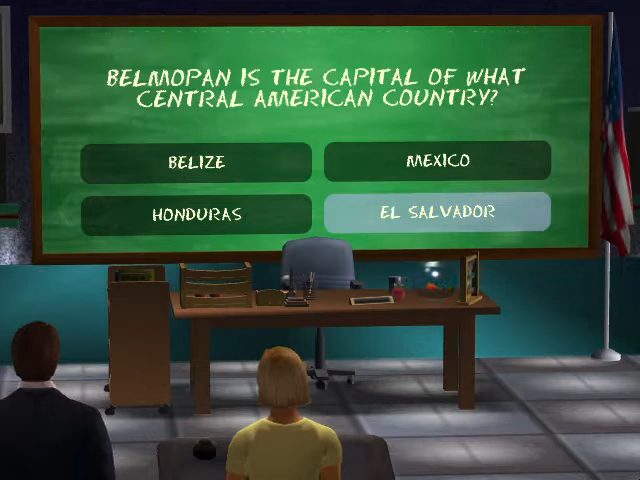 BELMOPAN IS THE CAPITAL OF WHAT
CENTRAL AMERICAN COUNTRY?
BELIZE
MEXICO
HONDURAS
EL SALVADOR